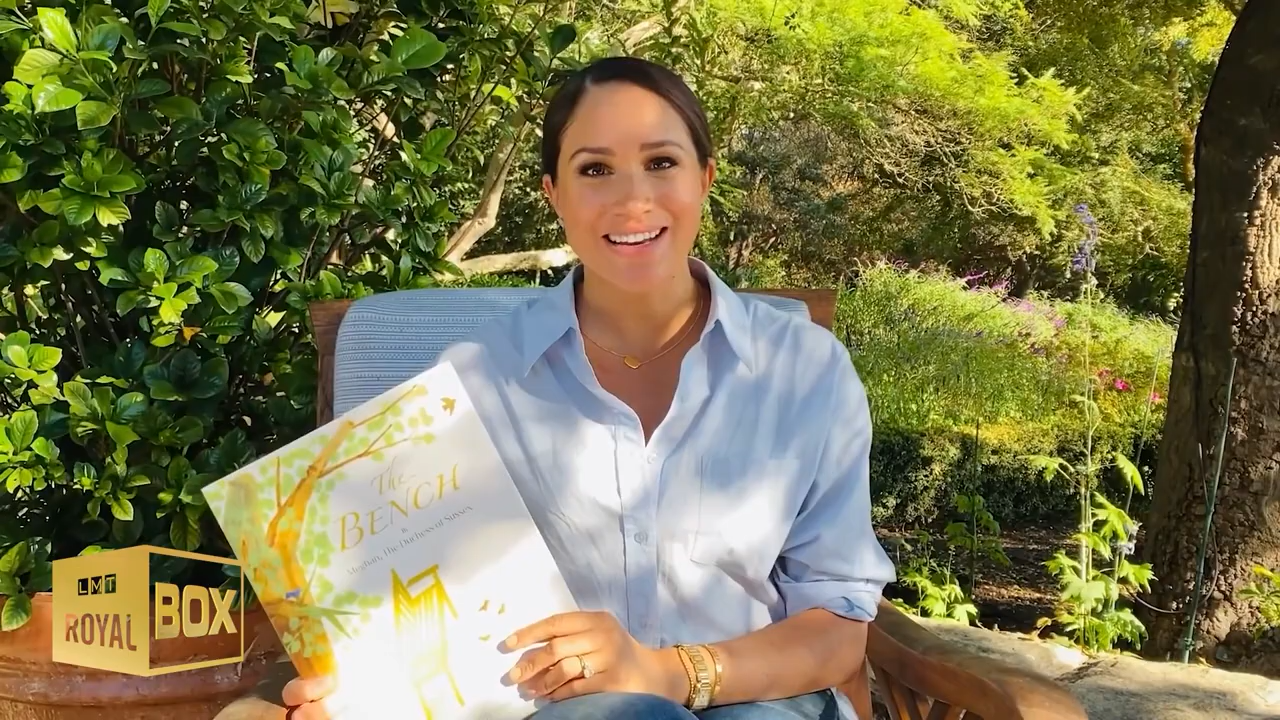 The
BENCH
By
Meghan, The Duchess of Sussex
LMT
ROYAL BOX